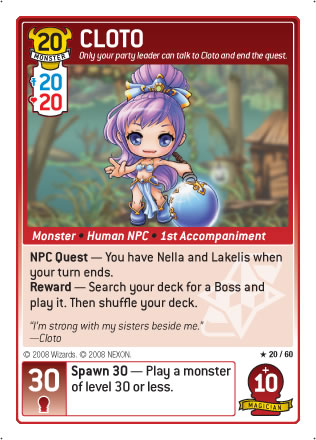 20
MONSTER
CLOTO
Only your party leader can talk to Cloto and end the quest.
20
20
Monster • Human NPC • 1st Accompaniment
NPC Quest — You have Nella and Lakelis when
your turn ends.
Reward — Search your deck for a Boss and
play it. Then shuffle your deck.
"I'm strong with my sisters beside me."
—Cloto
© 2008 Wizards. © 2008 NEXON.
★ 20 / 60
30
Spawn 30 — Play a monster
of level 30 or less.
+
10
MAGICIAN